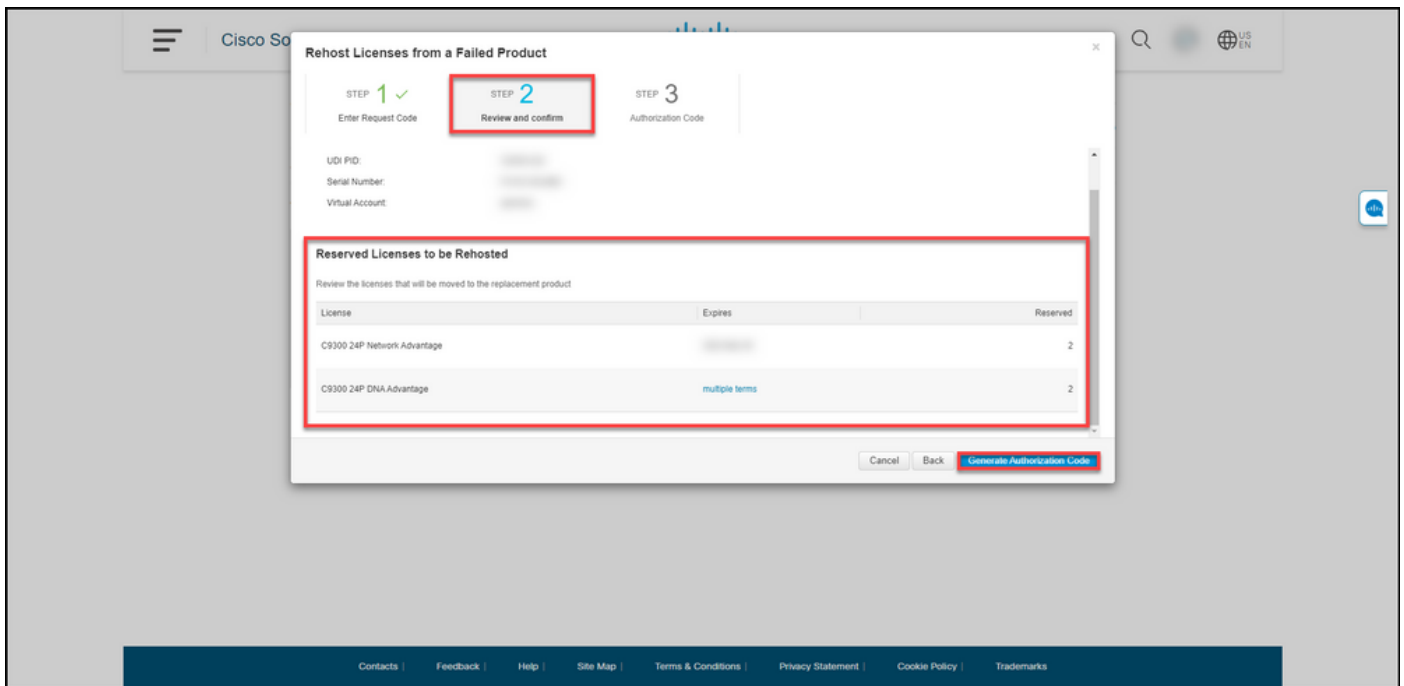 Cisco So
US
EN
Rehost Licenses from a Failed Product
×
STEP 1 STEP 2 STEP 3
Enter Request Code Review and confirm Authorization Code
UDI PID:
Serial Number:
Virtual Account:
Reserved Licenses to be Rehosted
Review the licenses that will be moved to the replacement product
License Expires Reserved
C9300 24P Network Advantage 2
C9300 24P DNA Advantage multiple terms 2
Cancel Back Generate Authorization Code
Contacts | Feedback | Help | Site Map | Terms & Conditions | Privacy Statement | Cookie Policy | Trademarks